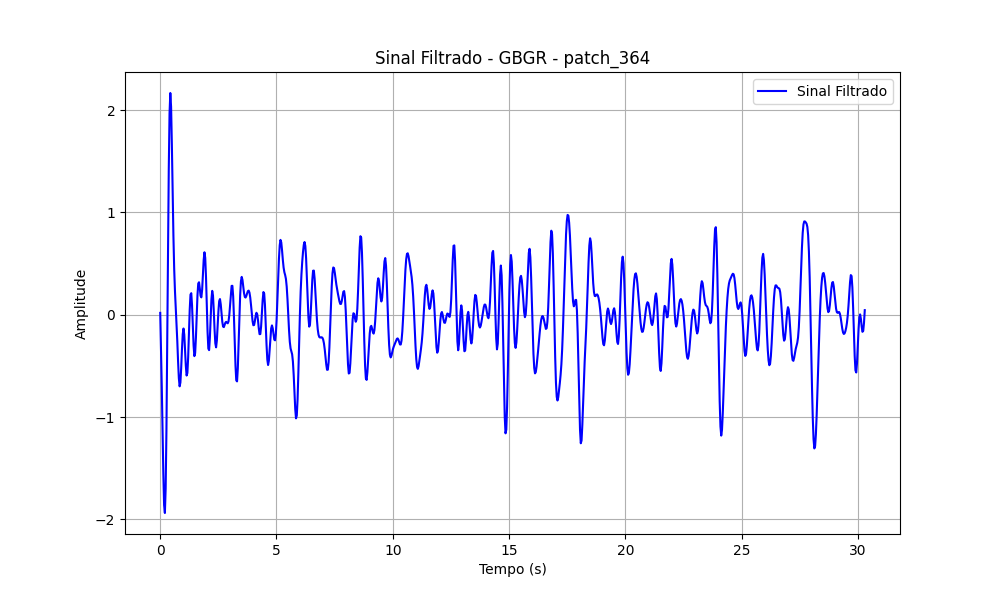 Sinal Filtrado - GBGR - patch_364
Sinal Filtrado
2
1
0
−1
−2
Amplitude
0 5 10 15 20 25 30
Tempo (s)